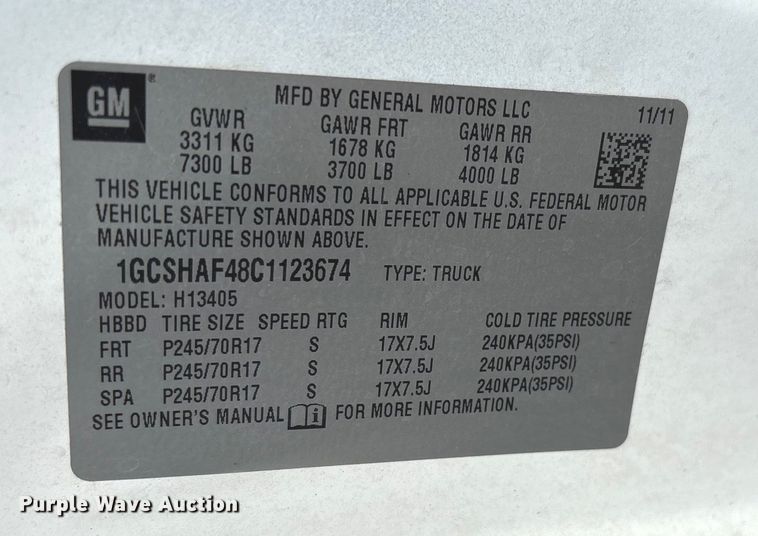 GM ®
MFD BY GENERAL MOTORS LLC 11/11
GVWR GAWR FRT GAWR RR
3311 KG 1678 KG 1814 KG
7300 LB 3700 LB 4000 LB
THIS VEHICLE CONFORMS TO ALL APPLICABLE U.S. FEDERAL MOTOR
VEHICLE SAFETY STANDARDS IN EFFECT ON THE DATE OF
MANUFACTURE SHOWN ABOVE.
1GCSHAF48C1123674 TYPE: TRUCK
MODEL: H13405
HBBD TIRE SIZE SPEED RTG RIM COLD TIRE PRESSURE
FRT P245/70R17 S 17X7.5J 240KPA(35PSI)
RR P245/70R17 S 17X7.5J 240KPA(35PSI)
SPA P245/70R17 S 17X7.5J 240KPA(35PSI)
SEE OWNER'S MANUAL i FOR MORE INFORMATION.
Purple Wave Auction